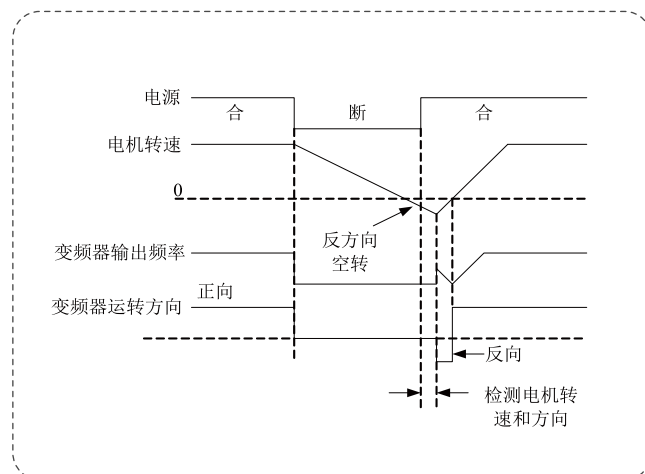 电源
合
断
合
电机转速
0
反方向
空转
变频器输出频率
正向
变频器运转方向
反向
检测电机转
速和方向